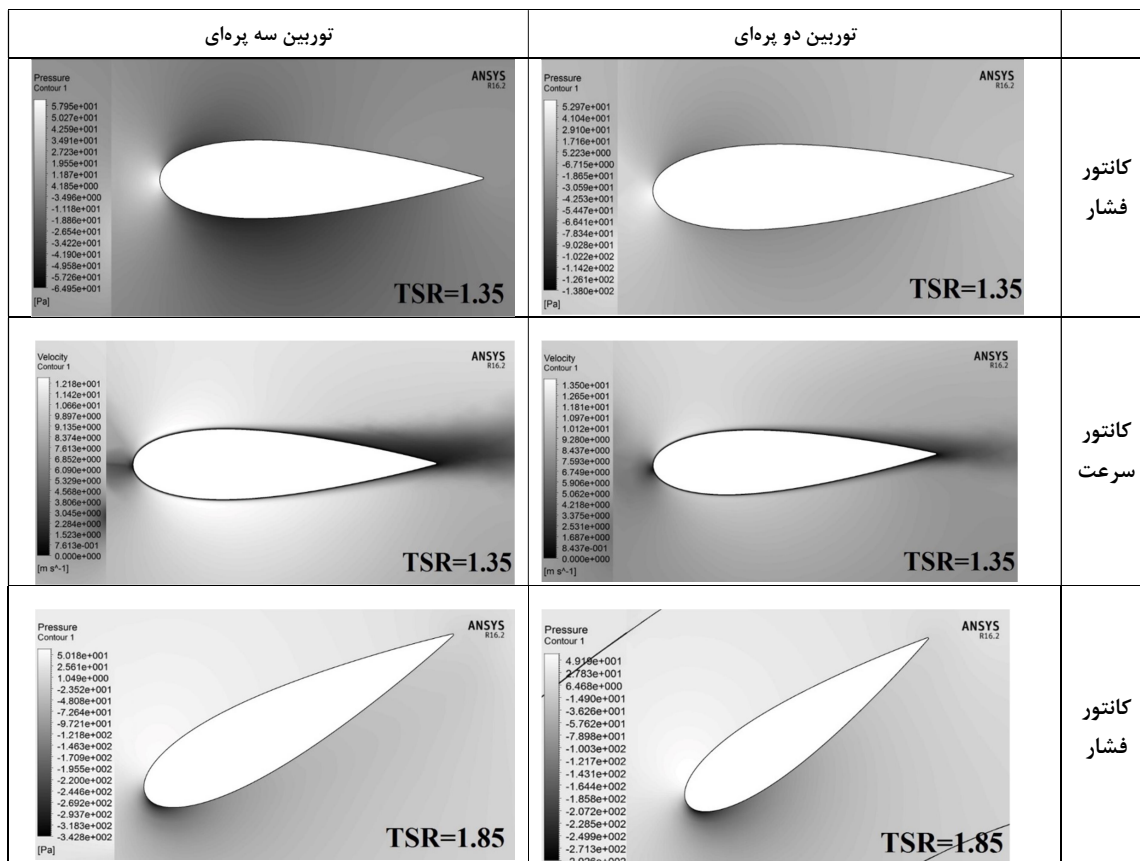 توربین سه پره‌ای
توربین دو پره‌ای
کانتور فشار
Pressure
Contour 1
ANSYS
R16.2
5.795e+001
5.027e+001
4.259e+001
3.491e+001
2.723e+001
1.955e+001
1.187e+001
4.185e+000
-3.496e+000
-1.118e+001
-1.886e+001
-2.654e+001
-3.422e+001
-4.190e+001
-4.958e+001
-5.726e+001
-6.495e+001
[Pa]
TSR=1.35
Pressure
Contour 1
ANSYS
R16.2
5.297e+001
4.104e+001
2.910e+001
1.716e+001
5.223e+000
-6.715e+000
-1.865e+001
-3.059e+001
-4.253e+001
-5.447e+001
-6.641e+001
-7.834e+001
-9.028e+001
-1.022e+002
-1.142e+002
-1.261e+002
-1.380e+002
[Pa]
TSR=1.35
کانتور سرعت
Velocity
Contour 1
ANSYS
R16.2
1.218e+001
1.142e+001
1.066e+001
9.897e+000
9.135e+000
8.374e+000
7.613e+000
6.852e+000
6.090e+000
5.329e+000
4.568e+000
3.806e+000
3.045e+000
2.284e+000
1.523e+000
7.613e-001
0.000e+000
[m s^-1]
TSR=1.35
Velocity
Contour 1
ANSYS
R16.2
1.350e+001
1.265e+001
1.181e+001
1.097e+001
1.012e+001
9.280e+000
8.437e+000
7.593e+000
6.749e+000
5.906e+000
5.062e+000
4.218e+000
3.375e+000
2.531e+000
1.687e+000
8.437e-001
0.000e+000
[m s^-1]
TSR=1.35
کانتور فشار
Pressure
Contour 1
ANSYS
R16.2
5.018e+001
2.561e+001
1.049e+000
-2.352e+001
-4.808e+001
-7.264e+001
-9.721e+001
-1.218e+002
-1.463e+002
-1.709e+002
-1.955e+002
-2.200e+002
-2.446e+002
-2.692e+002
-2.937e+002
-3.183e+002
-3.428e+002
[Pa]
TSR=1.85
Pressure
Contour 1
ANSYS
R16.2
4.919e+001
2.783e+001
6.468e+000
-1.490e+001
-3.626e+001
-5.762e+001
-7.898e+001
-1.003e+002
-1.217e+002
-1.431e+002
-1.644e+002
-1.858e+002
-2.072e+002
-2.285e+002
-2.499e+002
-2.713e+002
TSR=1.85